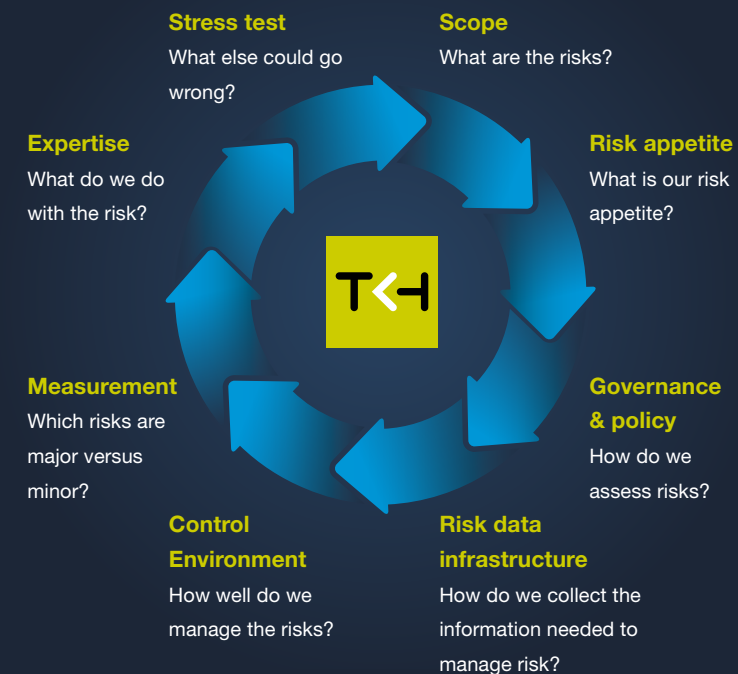 Stress test
What else could go
wrong?
Scope
What are the risks?
Risk appetite
What is our risk
appetite?
Governance
& policy
How do we
assess risks?
Risk data
infrastructure
How do we collect the
information needed to
manage risk?
Control
Environment
How well do we
manage the risks?
Measurement
Which risks are
major versus
minor?
Expertise
What do we do
with the risk?
TKH